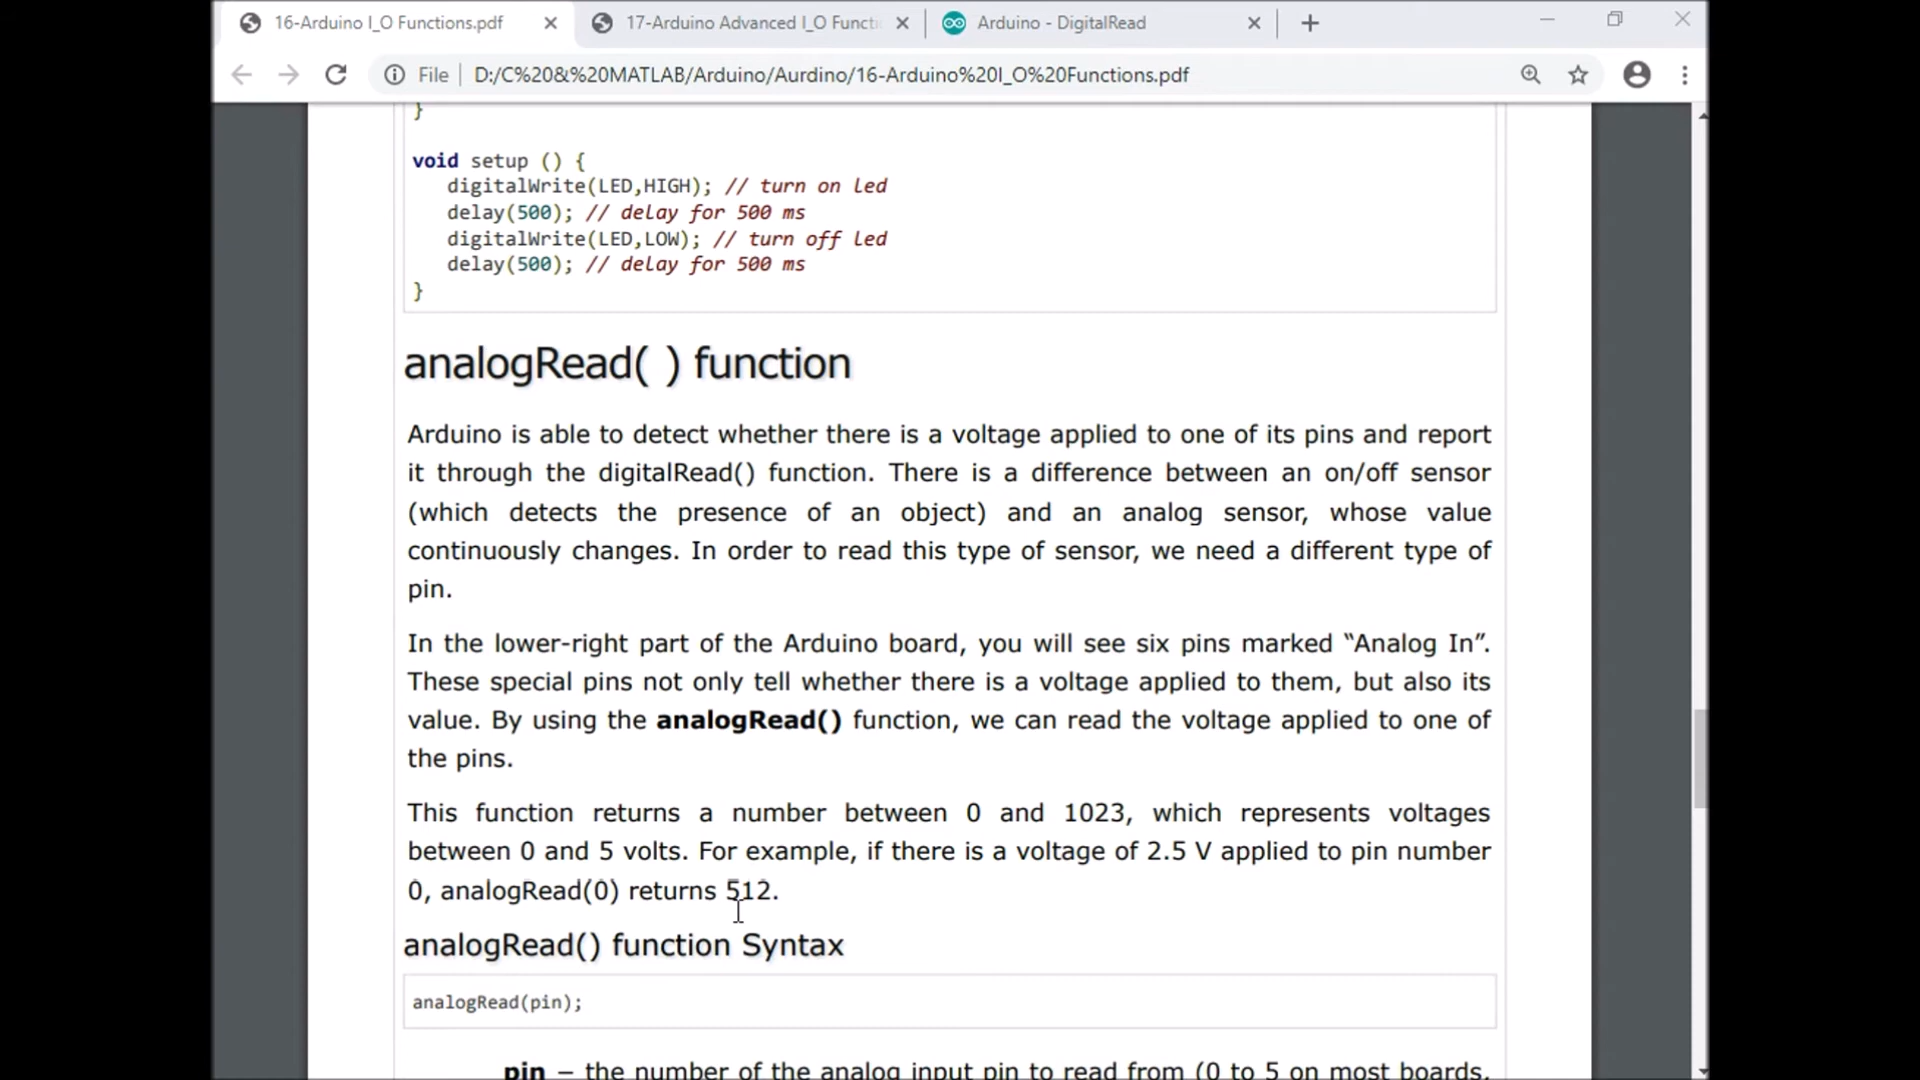 16-Arduino I_O Functions.pdf
17-Arduino Advanced I_O Functi
Arduino - DigitalRead
File
D:/C%20&%20MATLAB/Arduino/Aurdino/16-Arduino%20I_O%20Functions.pdf
}
void setup () {
digitalWrite(LED,HIGH); // turn on led
delay(500); // delay for 500 ms
digitalWrite(LED,LOW); // turn off led
delay(500); // delay for 500 ms
}
analogRead( ) function
Arduino is able to detect whether there is a voltage applied to one of its pins and report
it through the digitalRead() function. There is a difference between an on/off sensor
(which detects the presence of an object) and an analog sensor, whose value
continuously changes. In order to read this type of sensor, we need a different type of
pin.
In the lower-right part of the Arduino board, you will see six pins marked “Analog In”.
These special pins not only tell whether there is a voltage applied to them, but also its
value. By using the analogRead() function, we can read the voltage applied to one of
the pins.
This function returns a number between 0 and 1023, which represents voltages
between 0 and 5 volts. For example, if there is a voltage of 2.5 V applied to pin number
0, analogRead(0) returns 512.
analogRead() function Syntax
analogRead(pin);
pin – the number of the analog input pin to read from (0 to 5 on most boards,